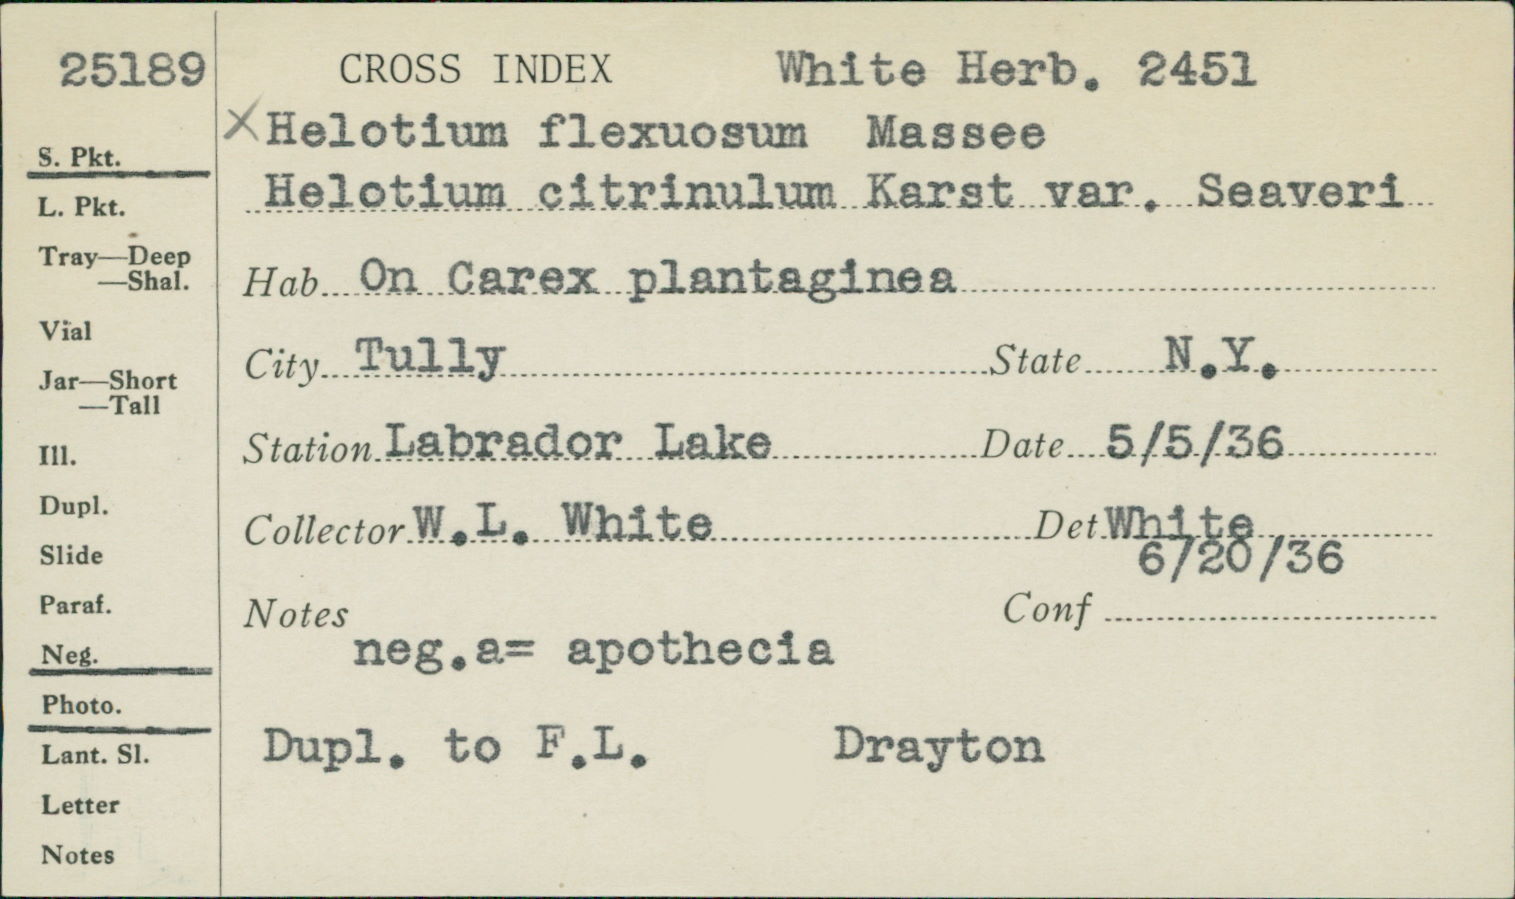 25189 CROSS INDEX White Herb. 2451
XHelotium flexuosum Massee
Helotium citrinulum Karst var. Seaveri
Hab. On Carex plantaginea
City Tully State N.Y.
Station Labrador Lake Date 5/5/36
Collector W.L. White Det White
6/20/36
Notes Conf
neg.a= apothecia
Dupl. to F.L. Drayton
S. Pkt.
L. Pkt.
Tray—Deep
—Shal.
Vial
Jar—Short
—Tall
Ill.
Dupl.
Slide
Paraf.
Neg.
Photo.
Lant. Sl.
Letter
Notes